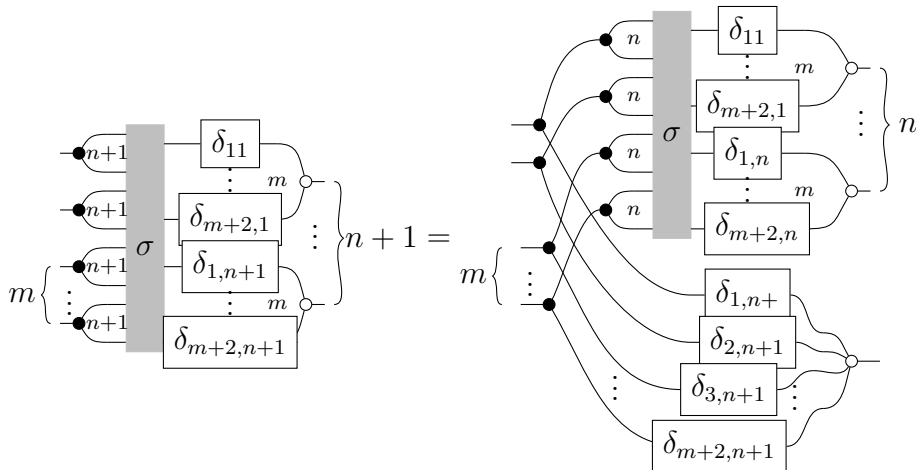 n+1
n+1
n+1
n+1
m
⋮
σ
δ₁₁
⋮
m
δₘ₊₂,₁
δ₁,ₙ₊₁
⋮
m
δₘ₊₂,ₙ₊₁
⋮
n + 1 =
n
n
n
n
m
⋮
σ
δ₁₁
⋮
m
δₘ₊₂,₁
δ₁,ₙ
⋮
m
δₘ₊₂,ₙ
⋮
n
δ₁,ₙ₊
δ₂,ₙ₊₁
δ₃,ₙ₊₁
⋮
⋮
δₘ₊₂,ₙ₊₁